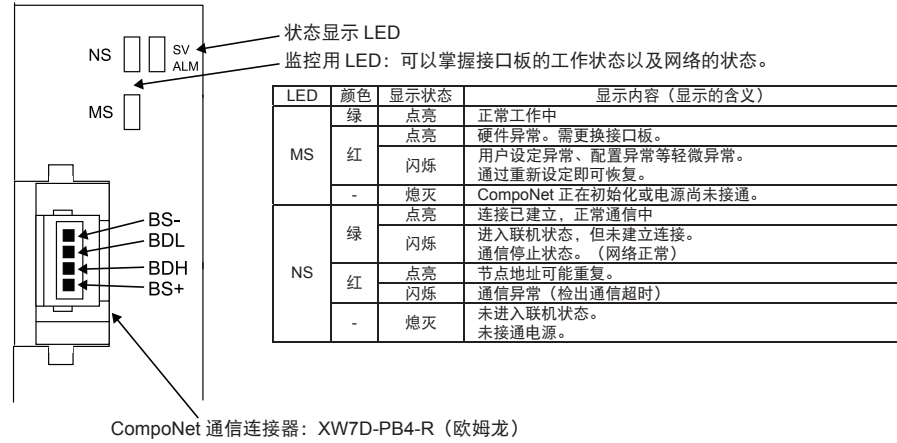 状态显示 LED
监控用 LED：可以掌握接口板的工作状态以及网络的状态。
NS
SV
ALM
MS
LED 颜色 显示状态 显示内容（显示的含义）
MS 绿 点亮 正常工作中
红 点亮 硬件异常。需更换接口板。
闪烁 用户设定异常、配置异常等轻微异常。
通过重新设定即可恢复。
- 熄灭 CompoNet 正在初始化或电源尚未接通。
NS 绿 点亮 连接已建立，正常通信中
闪烁 进入联机状态，但未建立连接。
通信停止状态。（网络正常）
红 点亮 节点地址可能重复。
闪烁 通信异常（检出通信超时）
- 熄灭 未进入联机状态。
未接通电源。
BS-
BDL
BDH
BS+
CompoNet 通信连接器：XW7D-PB4-R（欧姆龙）